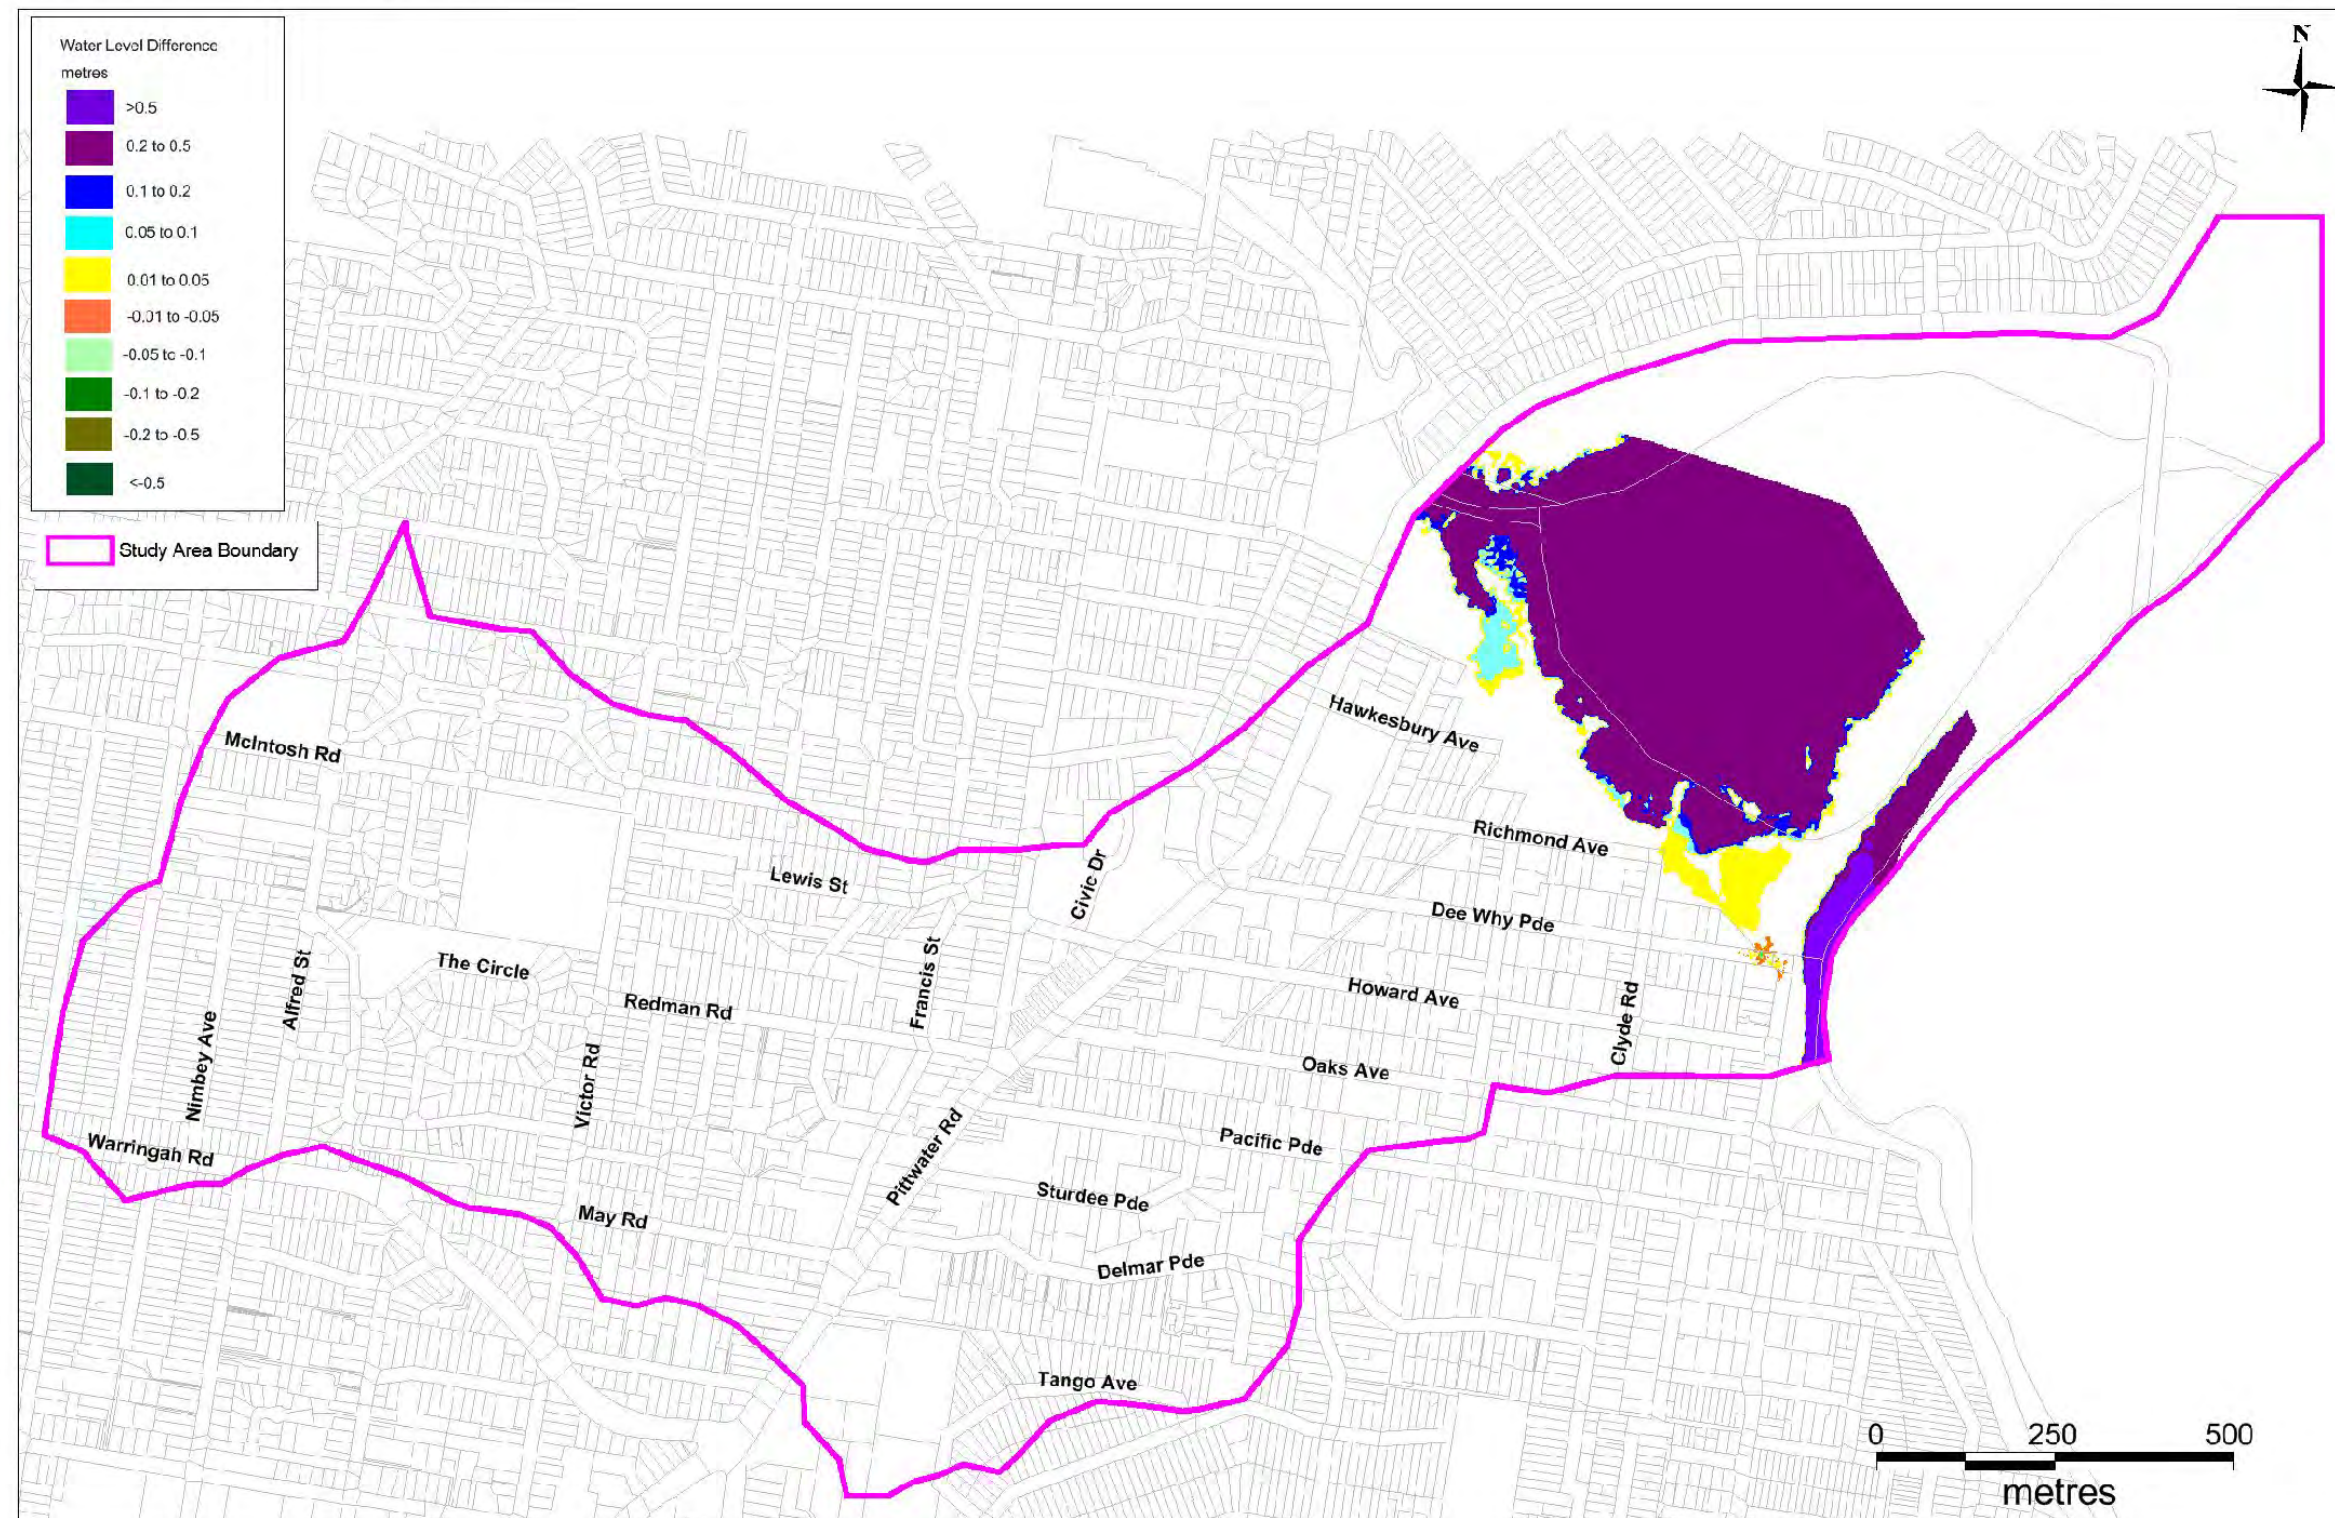 Water Level Difference
metres
>0.5
0.2 to 0.5
0.1 to 0.2
0.05 to 0.1
0.01 to 0.05
-0.01 to -0.05
-0.05 to -0.1
-0.1 to -0.2
-0.2 to -0.5
<-0.5
Study Area Boundary
N
McIntosh Rd
Hawkesbury Ave
Richmond Ave
Lewis St
Civic Dr
Dee Why Pde
The Circle
Alfred St
Francis St
Redman Rd
Howard Ave
Clyde Rd
Nimbey Ave
Victor Rd
Oaks Ave
Warringah Rd
Pittwater Rd
Pacific Pde
Sturdee Pde
May Rd
Delmar Pde
Tango Ave
0 250 500
metres